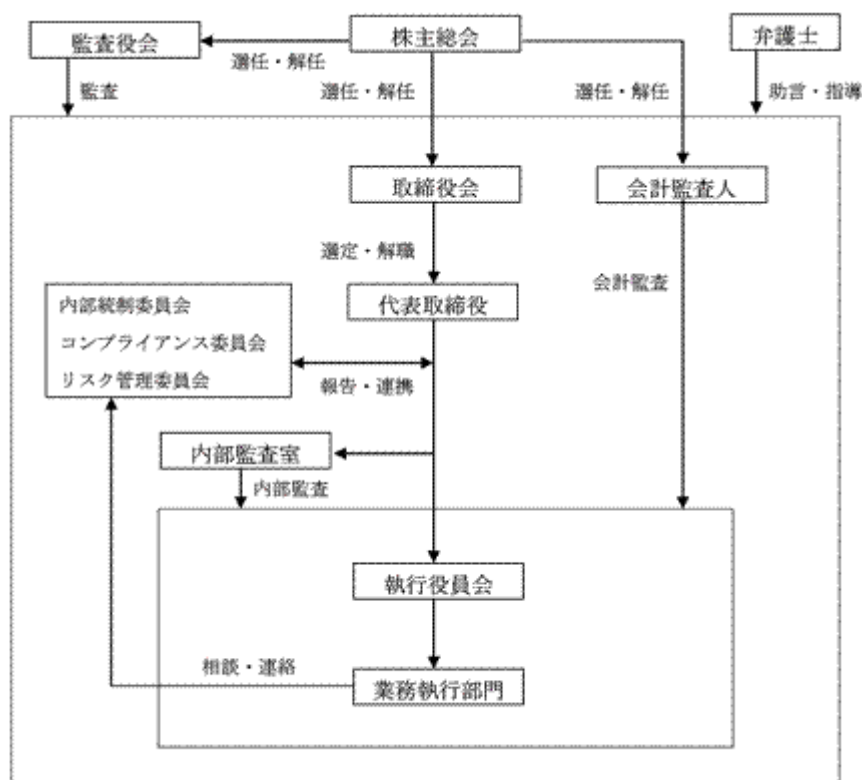 監査役会
株主総会
弁護士
選任・解任
監査
選任・解任
選任・解任
助言・指導
取締役会
会計監査人
選定・解職
会計監査
代表取締役
内部統制委員会
コンプライアンス委員会
リスク管理委員会
報告・連携
内部監査室
内部監査
執行役員会
相談・連絡
業務執行部門